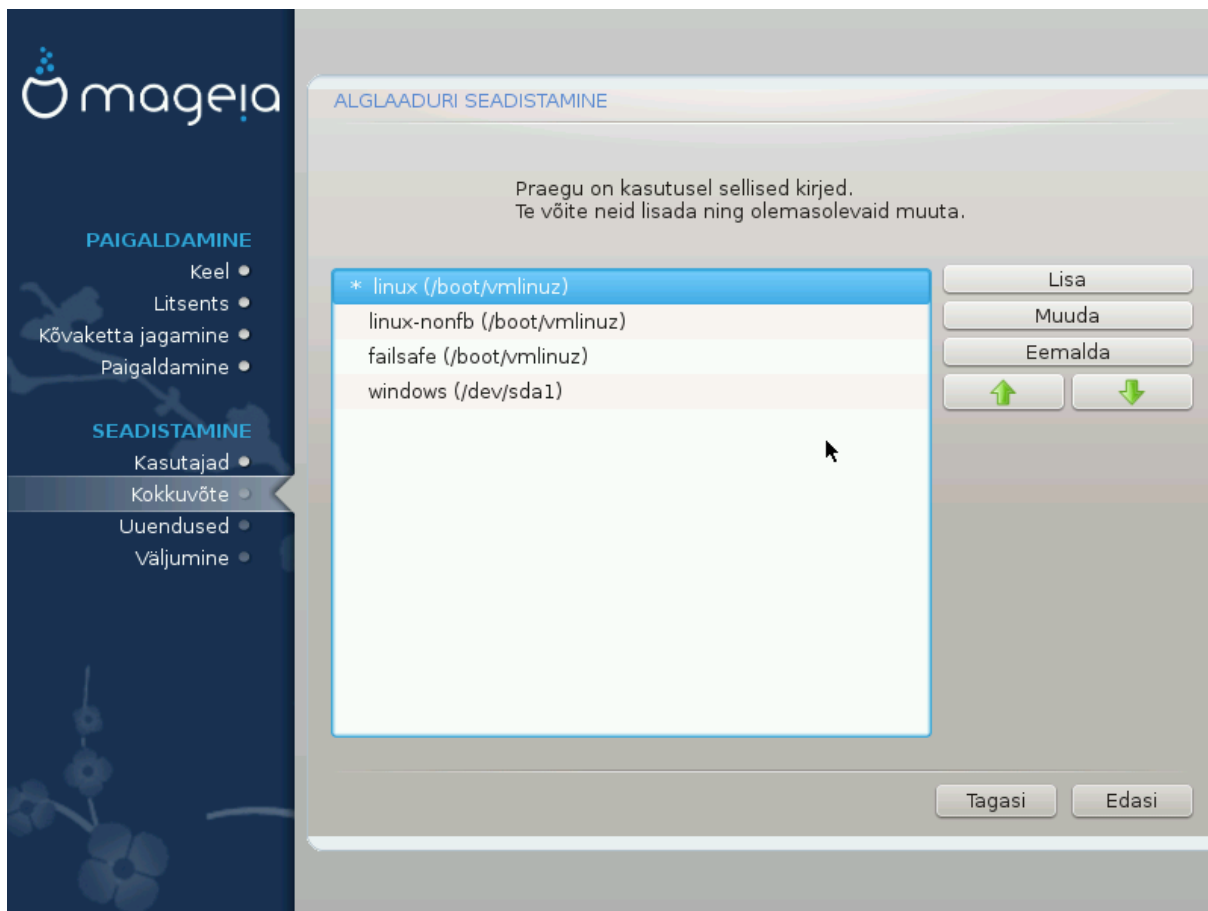 mageia
ALGLAADURI SEADISTAMINE
Praegu on kasutusel sellised kirjed.
Te võite neid lisada ning olemasolevaid muuta.
PAIGALDAMINE
Keel
Litsents
Kõvaketta jagamine
Paigaldamine
SEADISTAMINE
Kasutajad
Kokkuvõte
Uuendused
Väljumine
* linux (/boot/vmlinuz)
linux-nonfb (/boot/vmlinuz)
failsafe (/boot/vmlinuz)
windows (/dev/sda1)
Lisa
Muuda
Eemalda
Tagasi
Edasi